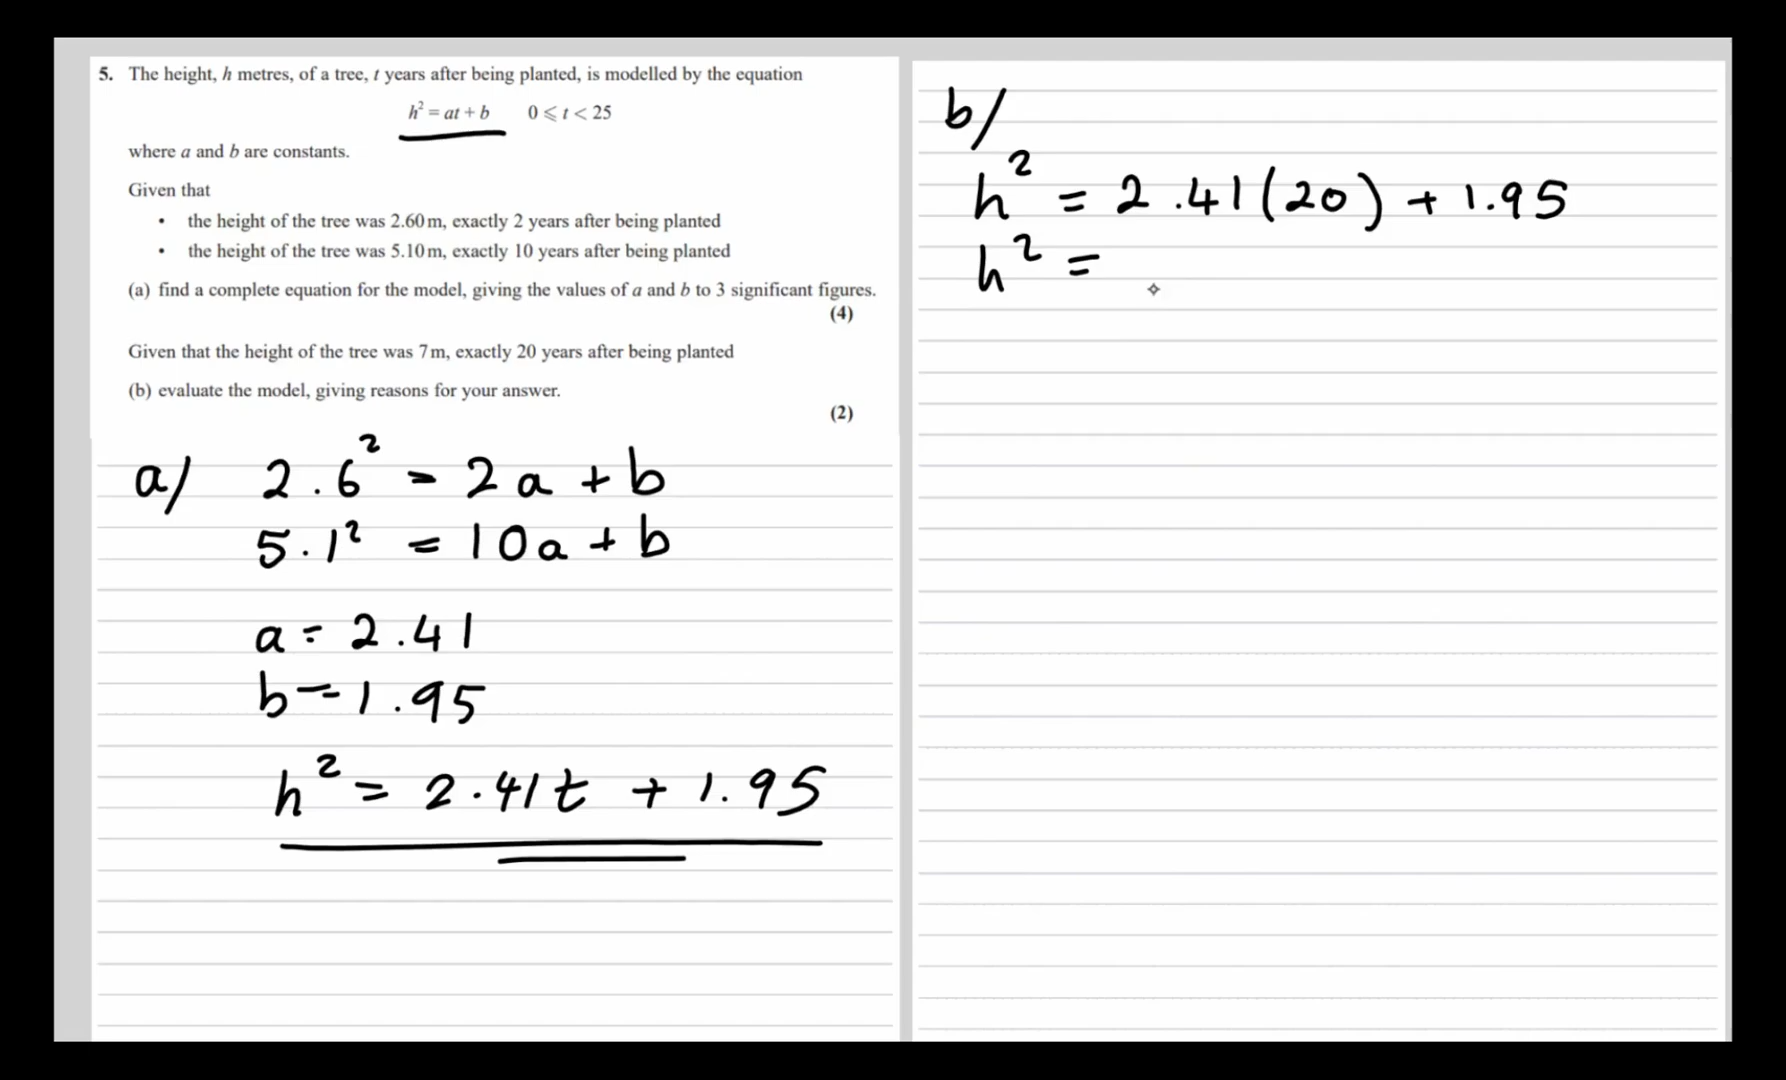 5. The height, h metres, of a tree, t years after being planted, is modelled by the equation
h² = at + b 0 ⩽ t < 25
where a and b are constants.
Given that
• the height of the tree was 2.60 m, exactly 2 years after being planted
• the height of the tree was 5.10 m, exactly 10 years after being planted
(a) find a complete equation for the model, giving the values of a and b to 3 significant figures.
(4)
Given that the height of the tree was 7 m, exactly 20 years after being planted
(b) evaluate the model, giving reasons for your answer.
(2)
a/ 2.6² = 2a + b
5.1² = 10a + b
a = 2.41
b = 1.95
h² = 2.41t + 1.95
b/
h² = 2.41(20) + 1.95
h² =